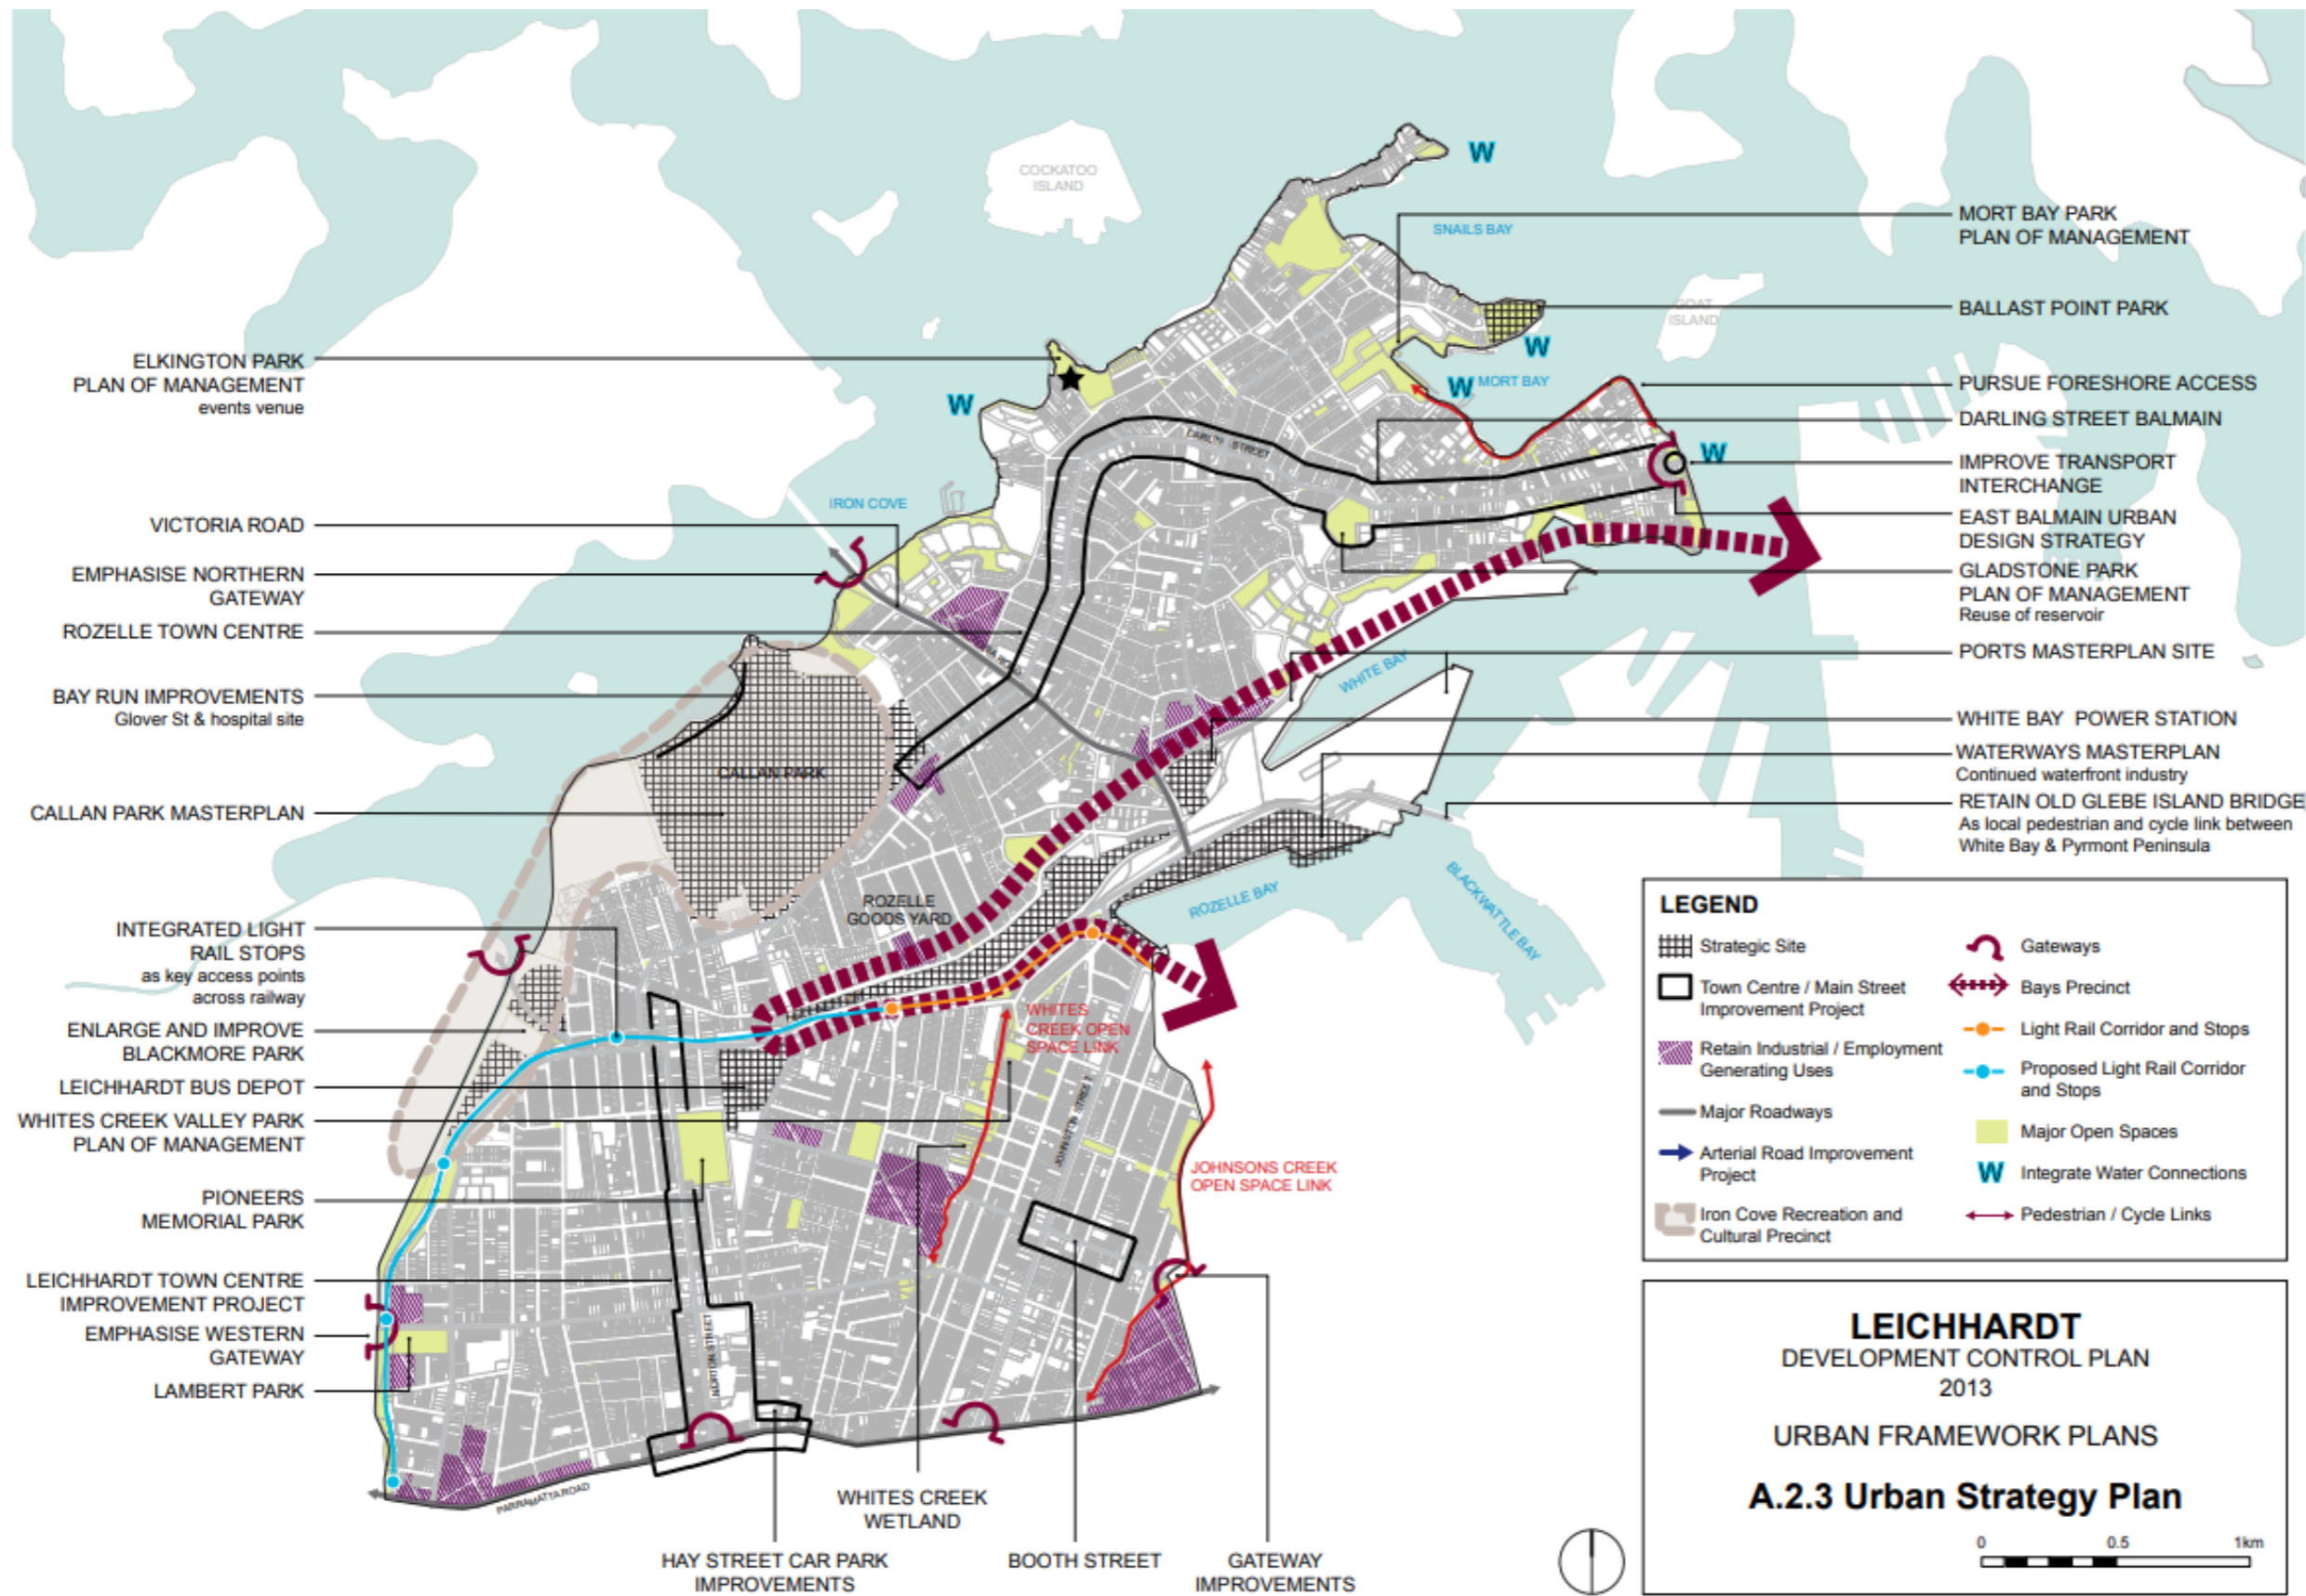 COCKATOO
ISLAND
W
SNAILS BAY
MORT BAY PARK
PLAN OF MANAGEMENT
GOAT
ISLAND
BALLAST POINT PARK
W
ELKINGTON PARK
PLAN OF MANAGEMENT
events venue
W
W
MORT BAY
PURSUE FORESHORE ACCESS
DARLING STREET BALMAIN
STREET
W
IMPROVE TRANSPORT
INTERCHANGE
IRON COVE
VICTORIA ROAD
EAST BALMAIN URBAN
DESIGN STRATEGY
EMPHASISE NORTHERN
GATEWAY
GLADSTONE PARK
PLAN OF MANAGEMENT
Reuse of reservoir
ROZELLE TOWN CENTRE
PORTS MASTERPLAN SITE
WHITE BAY
BAY RUN IMPROVEMENTS
Glover St & hospital site
WHITE BAY POWER STATION
WATERWAYS MASTERPLAN
Continued waterfront industry
CALLAN PARK
CALLAN PARK MASTERPLAN
RETAIN OLD GLEBE ISLAND BRIDGE
As local pedestrian and cycle link between
White Bay & Pyrmont Peninsula
ROZELLE
GOODS YARD
ROZELLE BAY
BLACKWATTLE BAY
INTEGRATED LIGHT
RAIL STOPS
as key access points
across railway
ENLARGE AND IMPROVE
BLACKMORE PARK
LEICHHARDT BUS DEPOT
WHITES CREEK VALLEY PARK
PLAN OF MANAGEMENT
WHITES
CREEK OPEN
SPACE LINK
JOHNSTON STREET
JOHNSONS CREEK
OPEN SPACE LINK
PIONEERS
MEMORIAL PARK
LEICHHARDT TOWN CENTRE
IMPROVEMENT PROJECT
EMPHASISE WESTERN
GATEWAY
LAMBERT PARK
NORTON STREET
PARRAMATTA ROAD
WHITES CREEK
WETLAND
HAY STREET CAR PARK
IMPROVEMENTS
BOOTH STREET
GATEWAY
IMPROVEMENTS
LEGEND
Strategic Site
Town Centre / Main Street
Improvement Project
Retain Industrial / Employment
Generating Uses
Major Roadways
Arterial Road Improvement
Project
Iron Cove Recreation and
Cultural Precinct
Gateways
Bays Precinct
Light Rail Corridor and Stops
Proposed Light Rail Corridor
and Stops
Major Open Spaces
W
Integrate Water Connections
Pedestrian / Cycle Links
LEICHHARDT
DEVELOPMENT CONTROL PLAN
2013
URBAN FRAMEWORK PLANS
A.2.3 Urban Strategy Plan
0 0.5 1km